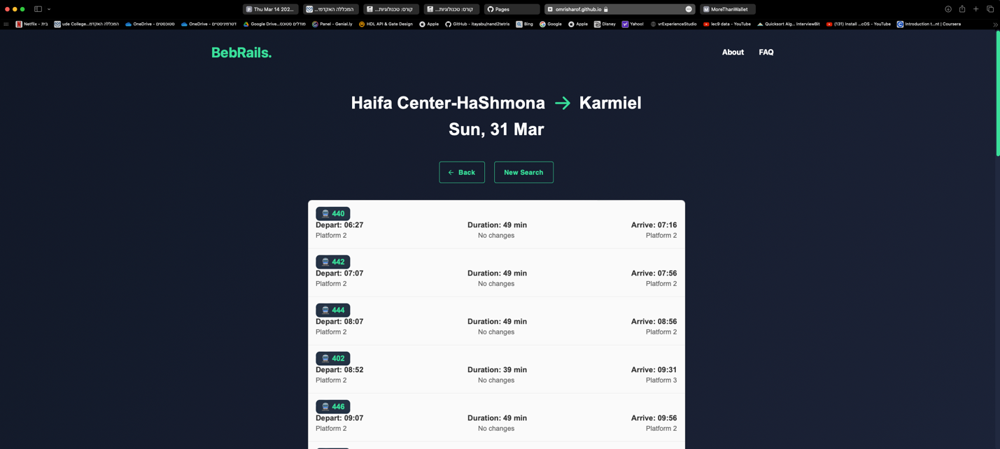 Thu Mar 14 202...
המכללה האקדמי...
קורס: טכנולוגיות...
קורס: טכנולוגיות...
Pages
omrisharof.github.io
MoreThanWallet
Netflix - בית
ude College...המכללה האקדמ
OneDrive - סטוכסטים
OneDrive - דטרמיניסטים
Google Drive...מודלים סטוכס
Panel - Genial.ly
HDL API & Gate Design
Apple
GitHub - itayabu/nand2tetris
Bing
Google
Apple
Disney
Yahoo!
vrExperienceStudio
lec9 data - YouTube
Quicksort Alg... InterviewBit
(131) Install ...cOS - YouTube
Introduction t...nt | Coursera
BebRails.
About
FAQ
Haifa Center-HaShmona → Karmiel
Sun, 31 Mar
← Back
New Search
440
Depart: 06:27 Duration: 49 min Arrive: 07:16
Platform 2 No changes Platform 2
442
Depart: 07:07 Duration: 49 min Arrive: 07:56
Platform 2 No changes Platform 2
444
Depart: 08:07 Duration: 49 min Arrive: 08:56
Platform 2 No changes Platform 2
402
Depart: 08:52 Duration: 39 min Arrive: 09:31
Platform 2 No changes Platform 3
446
Depart: 09:07 Duration: 49 min Arrive: 09:56
Platform 2 No changes Platform 2